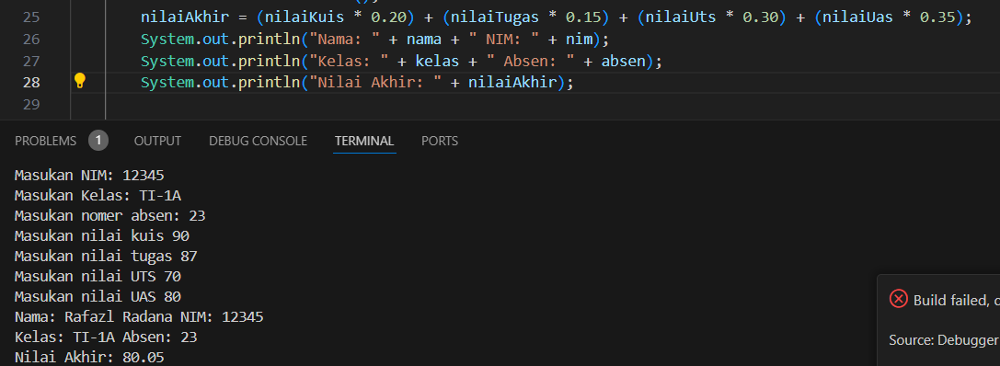 25 nilaiAkhir = (nilaiKuis * 0.20) + (nilaiTugas * 0.15) + (nilaiUts * 0.30) + (nilaiUas * 0.35);
26 System.out.println("Nama: " + nama + " NIM: " + nim);
27 System.out.println("Kelas: " + kelas + " Absen: " + absen);
28 System.out.println("Nilai Akhir: " + nilaiAkhir);
29
PROBLEMS 1 OUTPUT DEBUG CONSOLE TERMINAL PORTS
Masukan NIM: 12345
Masukan Kelas: TI-1A
Masukan nomer absen: 23
Masukan nilai kuis 90
Masukan nilai tugas 87
Masukan nilai UTS 70
Masukan nilai UAS 80
Nama: Rafazl Radana NIM: 12345
Kelas: TI-1A Absen: 23
Nilai Akhir: 80.05
Build failed,
Source: Debugger